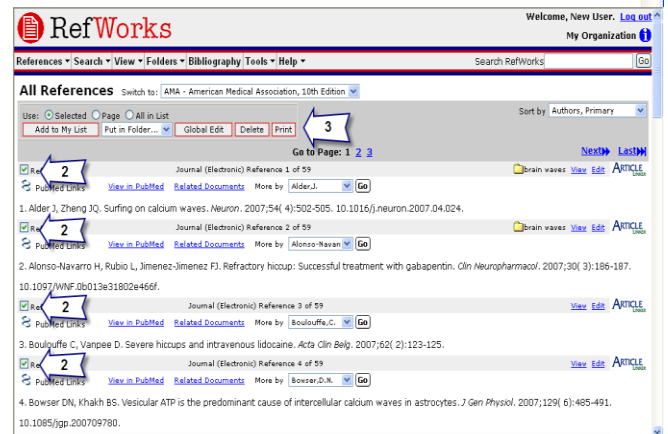 Welcome, New User. Log out
RefWorks
My Organization
References Search View Folders Bibliography Tools Help Search RefWorks Go
All References Switch to: AMA - American Medical Association, 10th Edition
Use: Selected Page All in List Sort by Authors, Primary
Add to My List Put in Folder... Global Edit Delete Print 3
Go to Page: 1 2 3 Next Last
2 Journal (Electronic) Reference 1 of 59 brain waves View Edit ARTICLE Linker
PubMed Links View in PubMed Related Documents More by Alder,J. Go
1. Alder J, Zheng JQ. Surfing on calcium waves. Neuron. 2007;54( 4):502-505. 10.1016/j.neuron.2007.04.024.
2 Journal (Electronic) Reference 2 of 59 brain waves View Edit ARTICLE Linker
PubMed Links View in PubMed Related Documents More by Alonso-Navarr Go
2. Alonso-Navarro H, Rubio L, Jimenez-Jimenez FJ. Refractory hiccup: Successful treatment with gabapentin. Clin Neuropharmacol. 2007;30( 3):186-187.
10.1097/WNF.0b013e31802e466f.
2 Journal (Electronic) Reference 3 of 59 View Edit ARTICLE Linker
PubMed Links View in PubMed Related Documents More by Boulouffe,C. Go
3. Boulouffe C, Vanpee D. Severe hiccups and intravenous lidocaine. Acta Clin Belg. 2007;62( 2):123-125.
2 Journal (Electronic) Reference 4 of 59 View Edit ARTICLE Linker
PubMed Links View in PubMed Related Documents More by Bowser,D.N. Go
4. Bowser DN, Khakh BS. Vesicular ATP is the predominant cause of intercellular calcium waves in astrocytes. J Gen Physiol. 2007;129( 6):485-491.
10.1085/jgp.200709780.